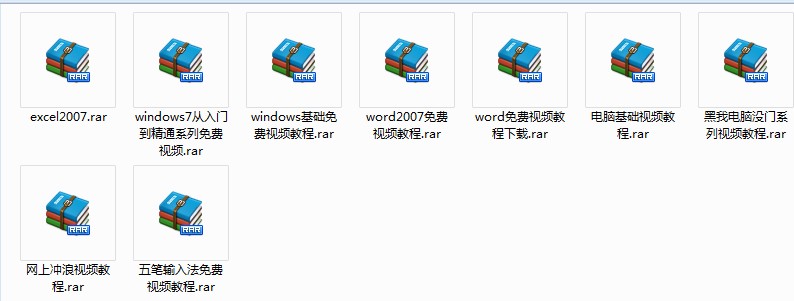 excel2007.rar
windows7从入门
到精通系列免费
视频.rar
windows基础免
费视频教程.rar
word2007免费
视频教程.rar
word免费视频教
程下载.rar
电脑基础视频教
程.rar
黑我电脑没门系
列视频教程.rar
网上冲浪视频教
程.rar
五笔输入法免费
视频教程.rar
RAR
RAR
RAR
RAR
RAR
RAR
RAR
RAR
RAR